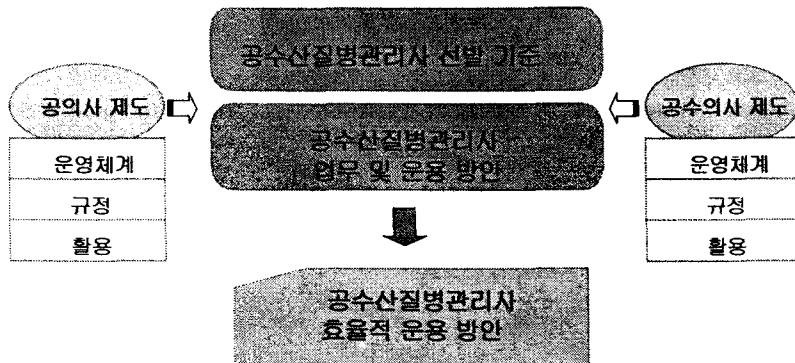 공수산질병관리사 선발 기준
공의사 제도
운영체계
규정
활용
공수산질병관리사
업무 및 운용 방안
공수의사 제도
운영체계
규정
활용
공수산질병관리사
효율적 운용 방안